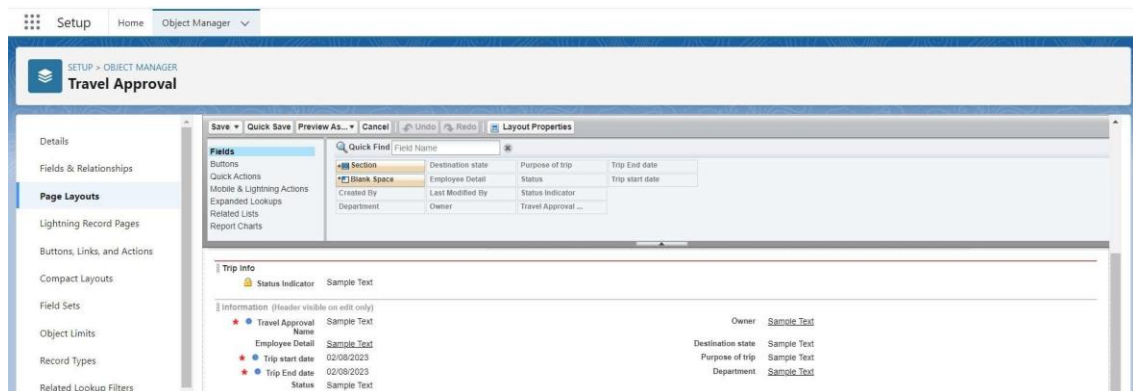 Setup Home Object Manager
SETUP > OBJECT MANAGER
Travel Approval
Details
Fields & Relationships
Page Layouts
Lightning Record Pages
Buttons, Links, and Actions
Compact Layouts
Field Sets
Object Limits
Record Types
Related Lookup Filters
Save Quick Save Preview As... Cancel Undo Redo Layout Properties
Fields
Buttons
Quick Actions
Mobile & Lightning Actions
Expanded Lookups
Related Lists
Report Charts
Quick Find Field Name
Section Destination state Purpose of trip Trip End date
Blank Space Employee Detail Status Trip start date
Created By Last Modified By Status Indicator
Department Owner Travel Approval ...
Trip Info
Status Indicator Sample Text
Information (Header visible on edit only)
Travel Approval Name Sample Text
Owner Sample Text
Employee Detail Sample Text
Destination state Sample Text
Trip start date 02/08/2023
Purpose of trip Sample Text
Trip End date 02/08/2023
Department Sample Text
Status Sample Text